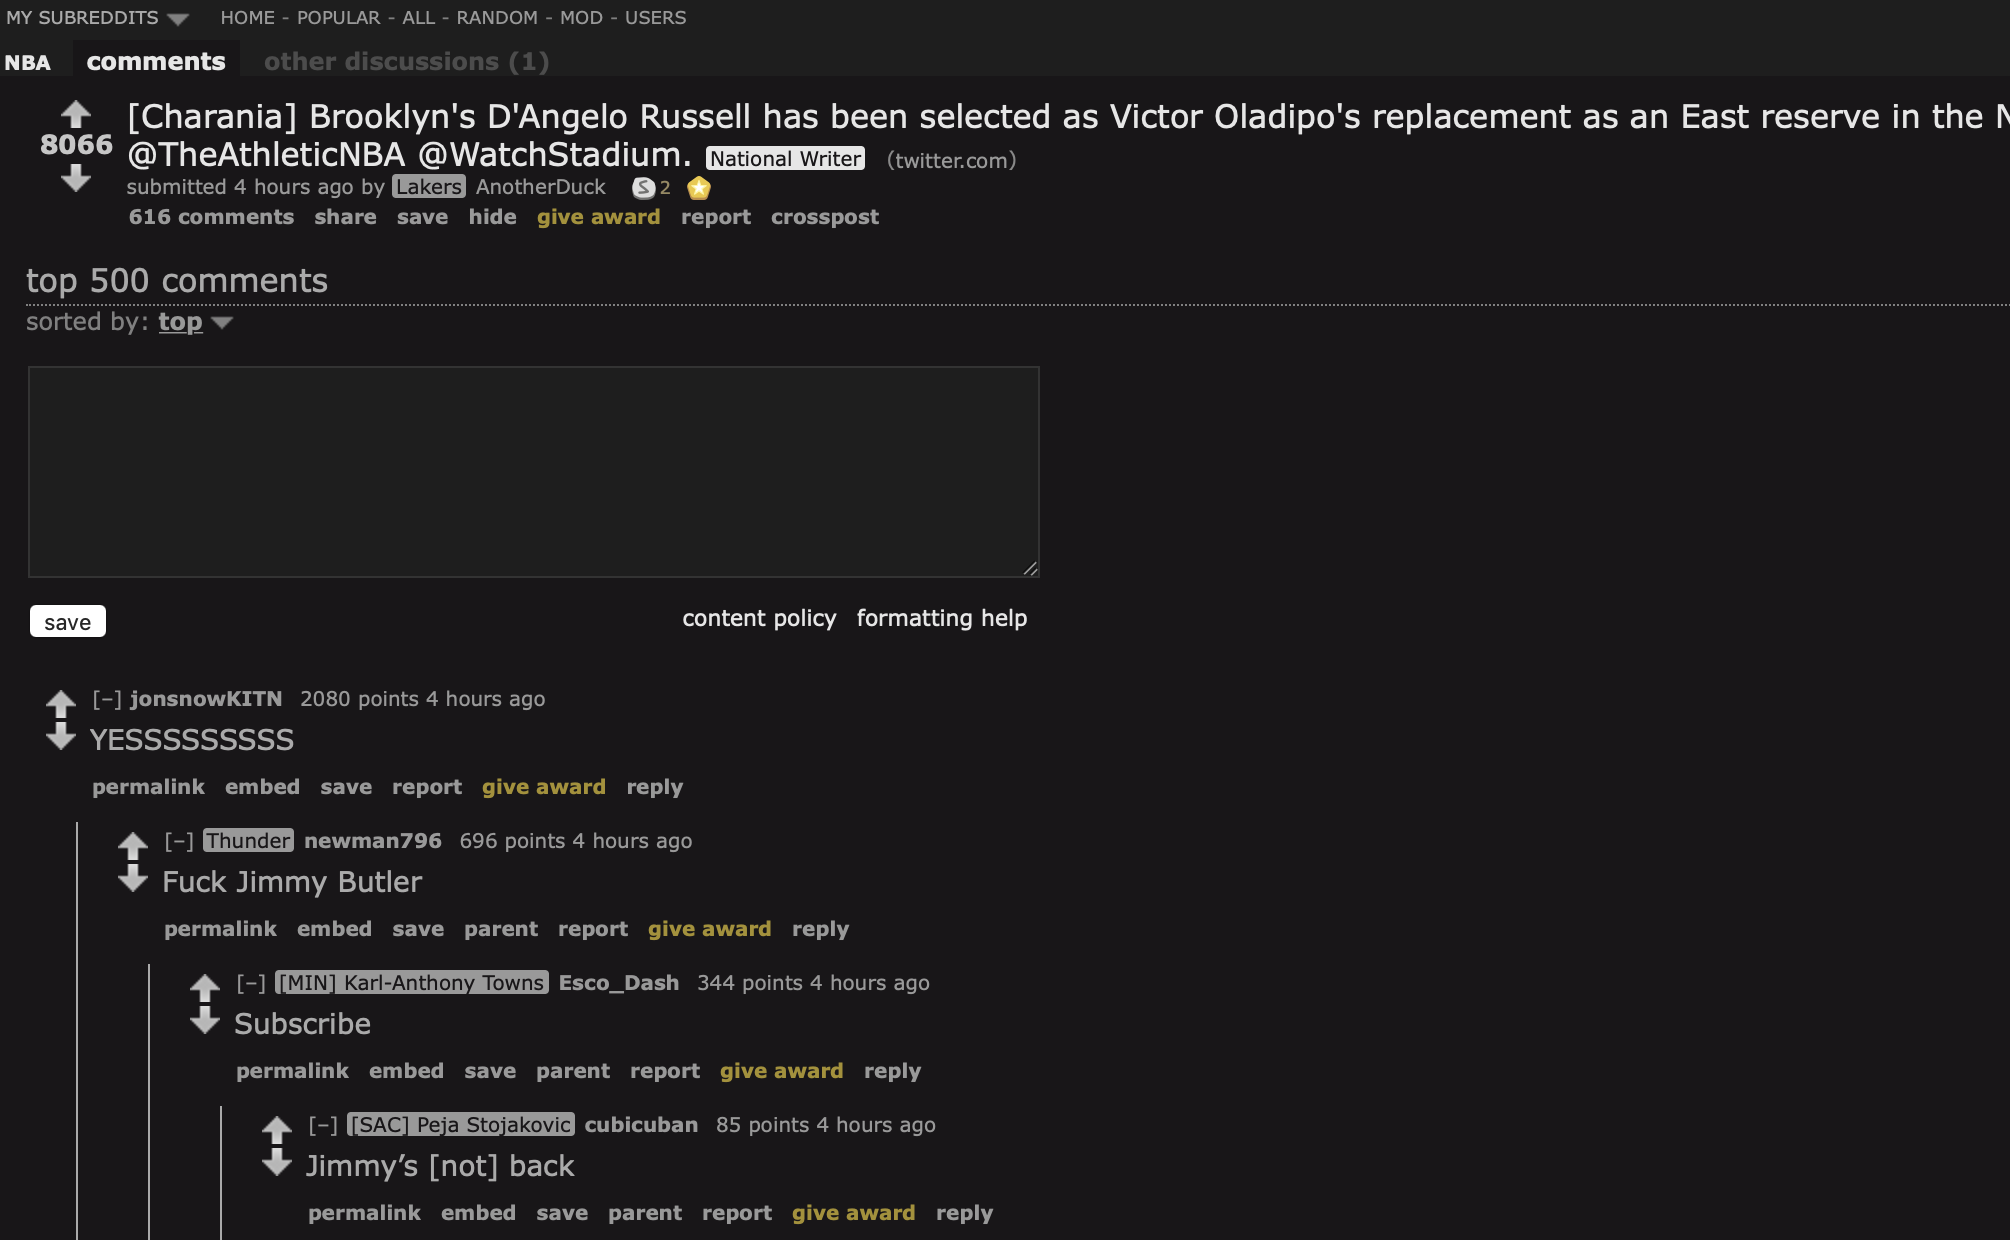 MY SUBREDDITS HOME - POPULAR - ALL - RANDOM - MOD - USERS
NBA comments other discussions (1)
[Charania] Brooklyn's D'Angelo Russell has been selected as Victor Oladipo's replacement as an East reserve in the N
8066
@TheAthleticNBA @WatchStadium. National Writer (twitter.com)
submitted 4 hours ago by Lakers AnotherDuck S 2
616 comments share save hide give award report crosspost
top 500 comments
sorted by: top
save content policy formatting help
[–] jonsnowKITN 2080 points 4 hours ago
YESSSSSSSSS
permalink embed save report give award reply
[–] Thunder newman796 696 points 4 hours ago
Fuck Jimmy Butler
permalink embed save parent report give award reply
[–] [MIN] Karl-Anthony Towns Esco_Dash 344 points 4 hours ago
Subscribe
permalink embed save parent report give award reply
[–] [SAC] Peja Stojakovic cubicuban 85 points 4 hours ago
Jimmy’s [not] back
permalink embed save parent report give award reply